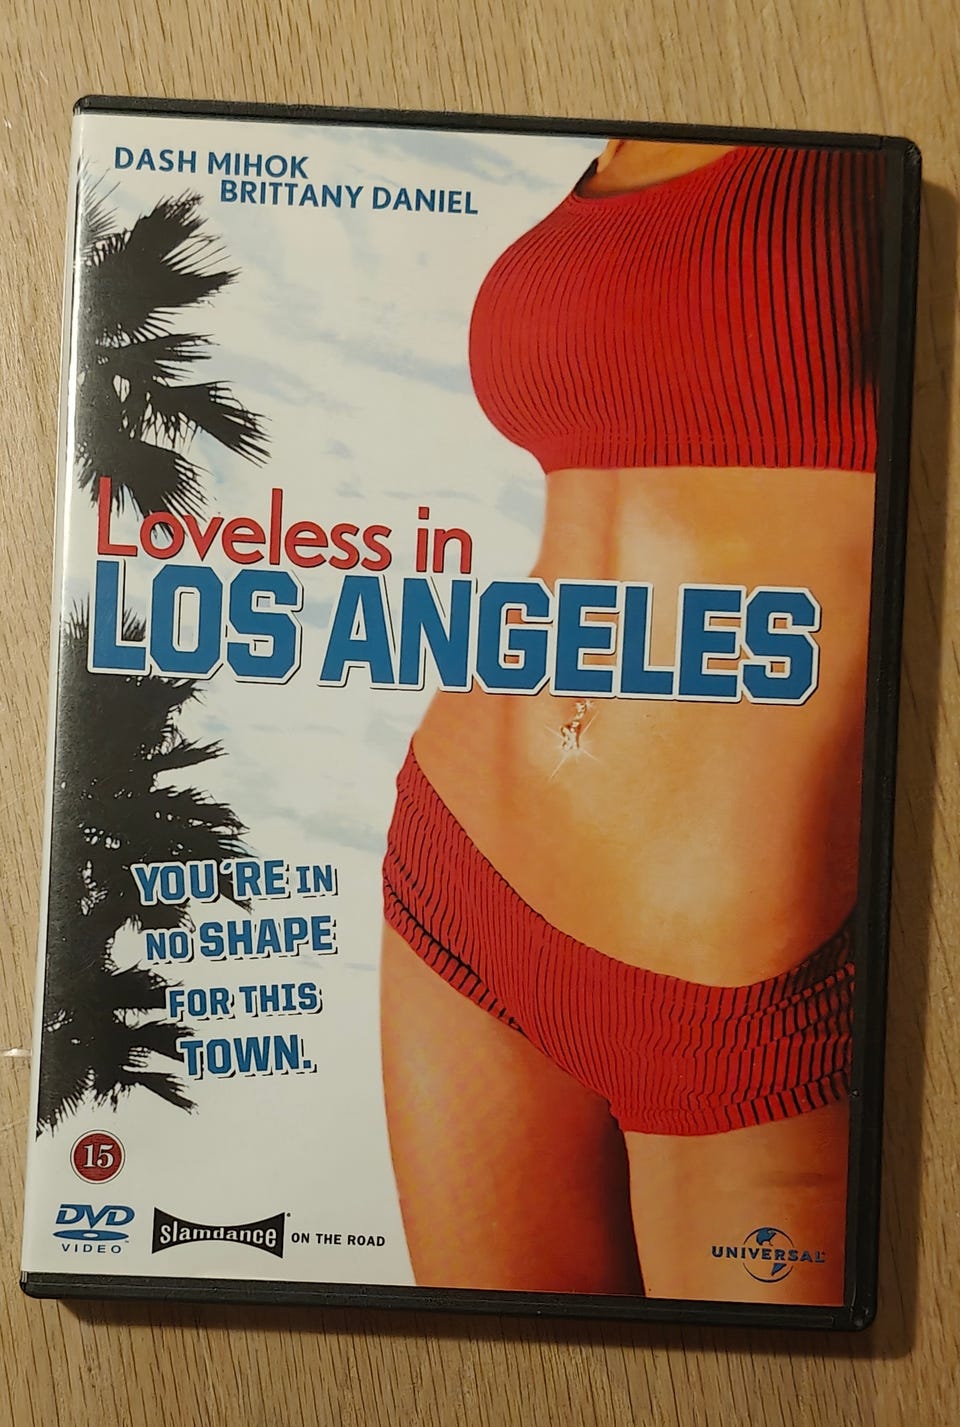 DASH MIHOK
BRITTANY DANIEL
Loveless in
LOS ANGELES
YOU'RE IN
NO SHAPE
FOR THIS
TOWN.
15
DVD
VIDEO™
slamdance® ON THE ROAD
UNIVERSAL